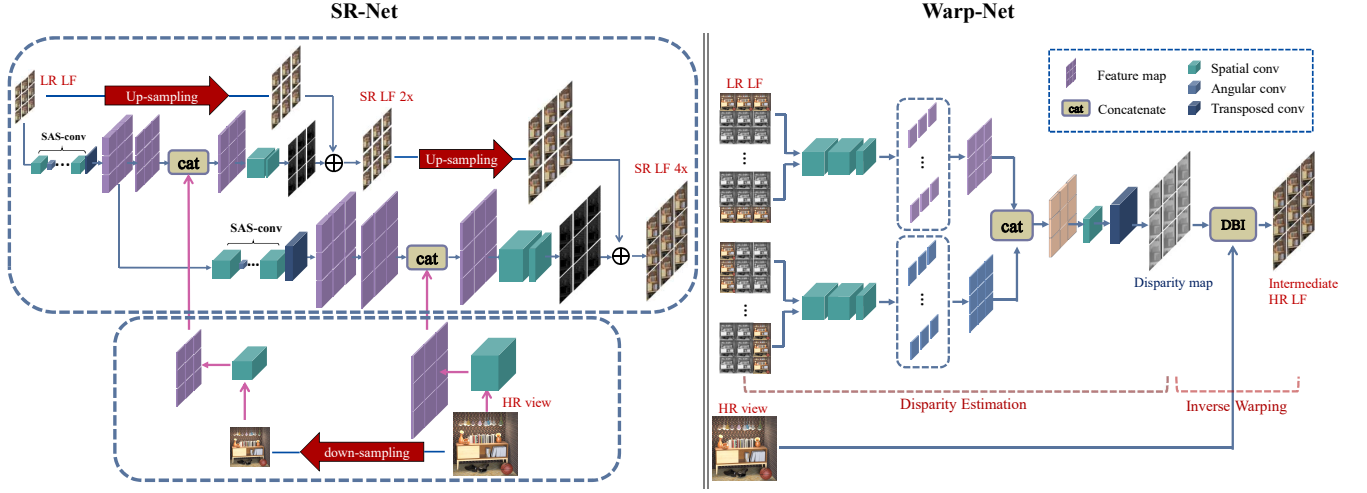 SR-Net
Warp-Net
LR LF
Up-sampling
SAS-conv
cat
SR LF 2x
Up-sampling
SR LF 4x
SAS-conv
cat
HR view
down-sampling
LR LF
cat
Disparity map
DBI
Intermediate
HR LF
Feature map
cat
Concatenate
Spatial conv
Angular conv
Transposed conv
Disparity Estimation
Inverse Warping
HR view